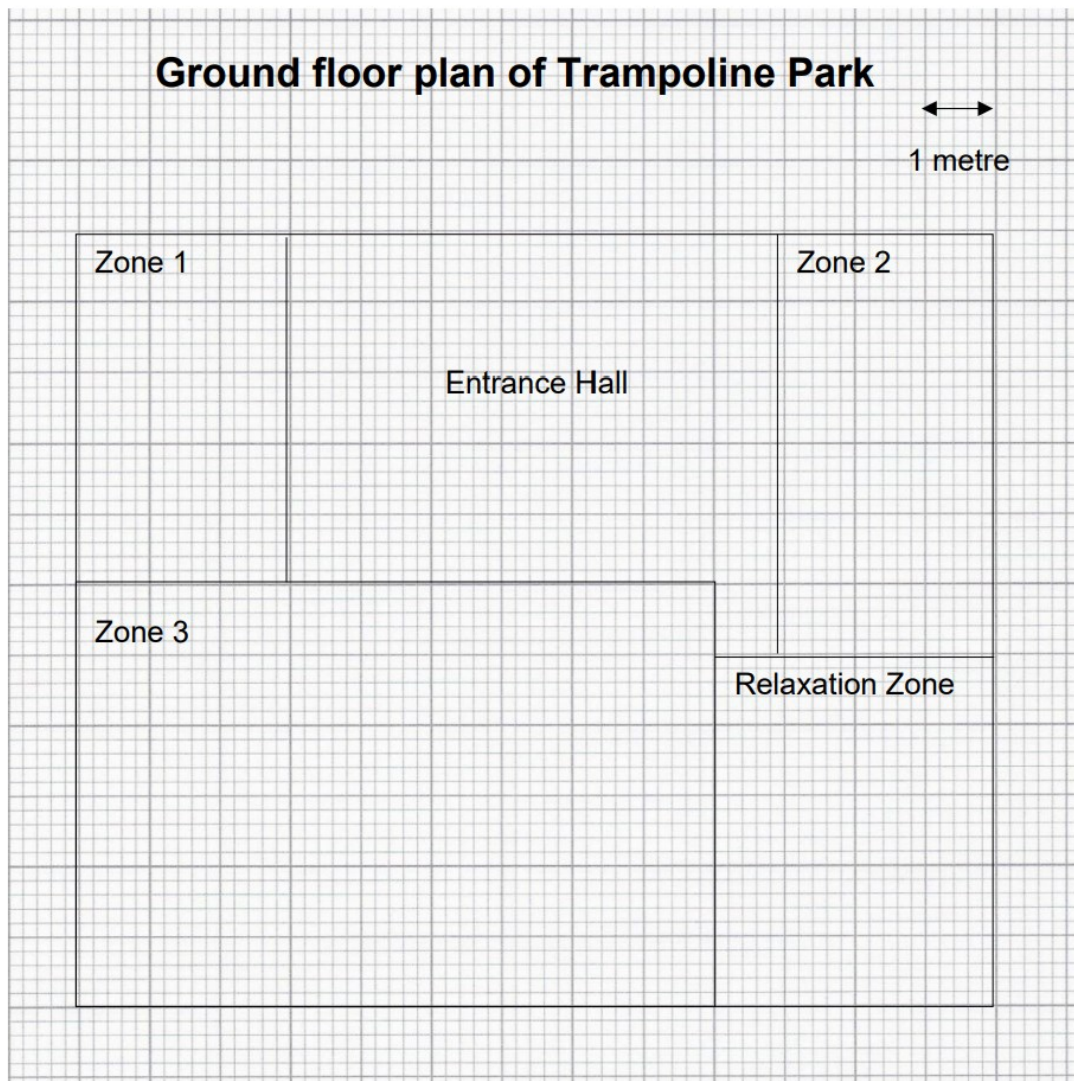 Ground floor plan of Trampoline Park
1 metre
Zone 1
Zone 2
Entrance Hall
Zone 3
Relaxation Zone